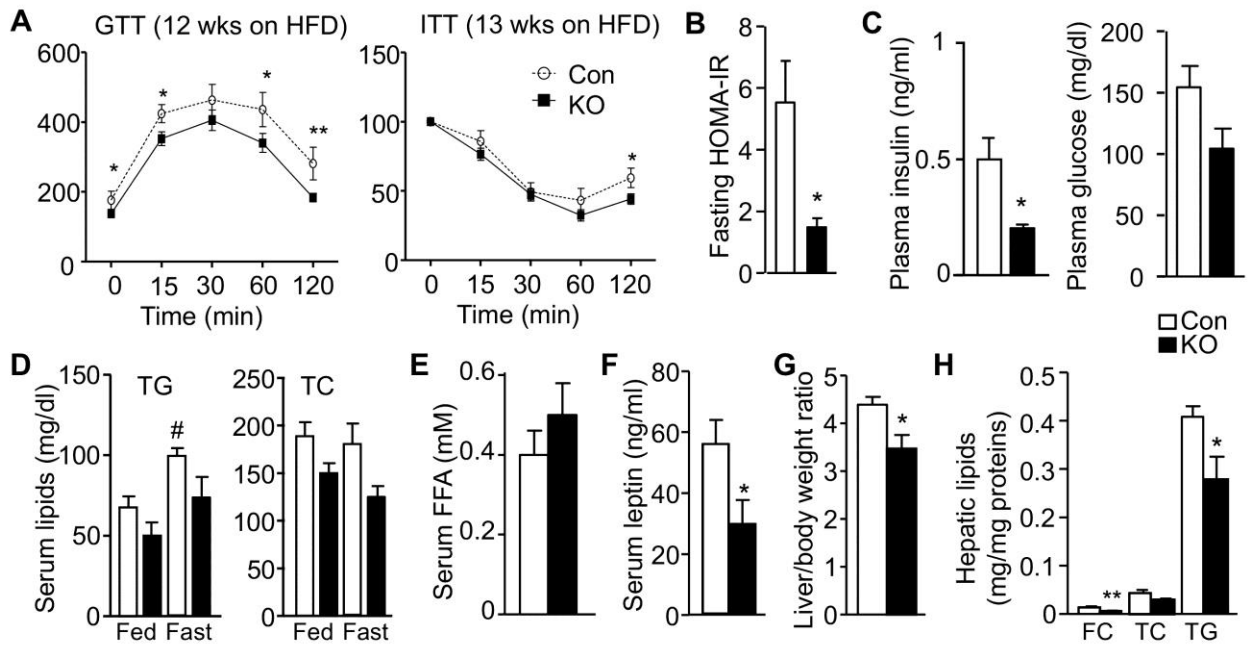 A
GTT (12 wks on HFD)
600
400
200
0
*
*
*
**
0 15 30 60 120
Time (min)
ITT (13 wks on HFD)
150
100
50
0
Con
KO
*
0 15 30 60 120
Time (min)
B
Fasting HOMA-IR
8
6
4
2
0
*
C
Plasma insulin (ng/ml)
1
0.5
0
*
Plasma glucose (mg/dl)
200
150
100
50
0
Con
KO
D
Serum lipids (mg/dl)
TG
150
100
50
0
#
Fed Fast
TC
250
200
150
100
50
0
Fed Fast
E
Serum FFA (mM)
0.6
0.4
0.2
0
F
Serum leptin (ng/ml)
80
60
40
20
0
*
G
Liver/body weight ratio
5
4
3
2
1
0
*
H
Hepatic lipids
(mg/mg proteins)
0.5
0.4
0.3
0.2
0.1
0
**
*
FC TC TG